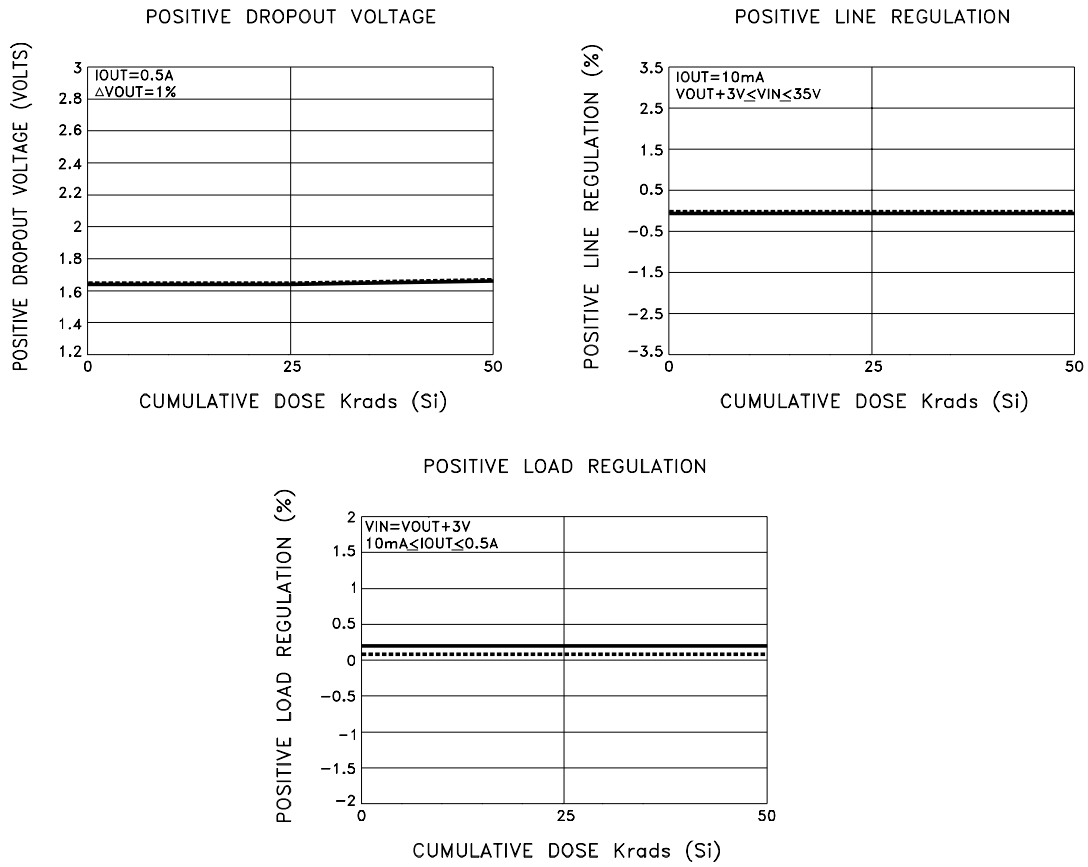 POSITIVE DROPOUT VOLTAGE
POSITIVE DROPOUT VOLTAGE (VOLTS)
3
2.8
2.6
2.4
2.2
2
1.8
1.6
1.4
1.2
IOUT=0.5A
△VOUT=1%
0
25
50
CUMULATIVE DOSE Krads (Si)
POSITIVE LINE REGULATION
POSITIVE LINE REGULATION (%)
3.5
2.5
1.5
0.5
−0.5
−1.5
−2.5
−3.5
IOUT=10mA
VOUT+3V≤VIN≤35V
0
25
50
CUMULATIVE DOSE Krads (Si)
POSITIVE LOAD REGULATION
POSITIVE LOAD REGULATION (%)
2
1.5
1
0.5
0
−0.5
−1
−1.5
−2
VIN=VOUT+3V
10mA≤IOUT≤0.5A
0
25
50
CUMULATIVE DOSE Krads (Si)